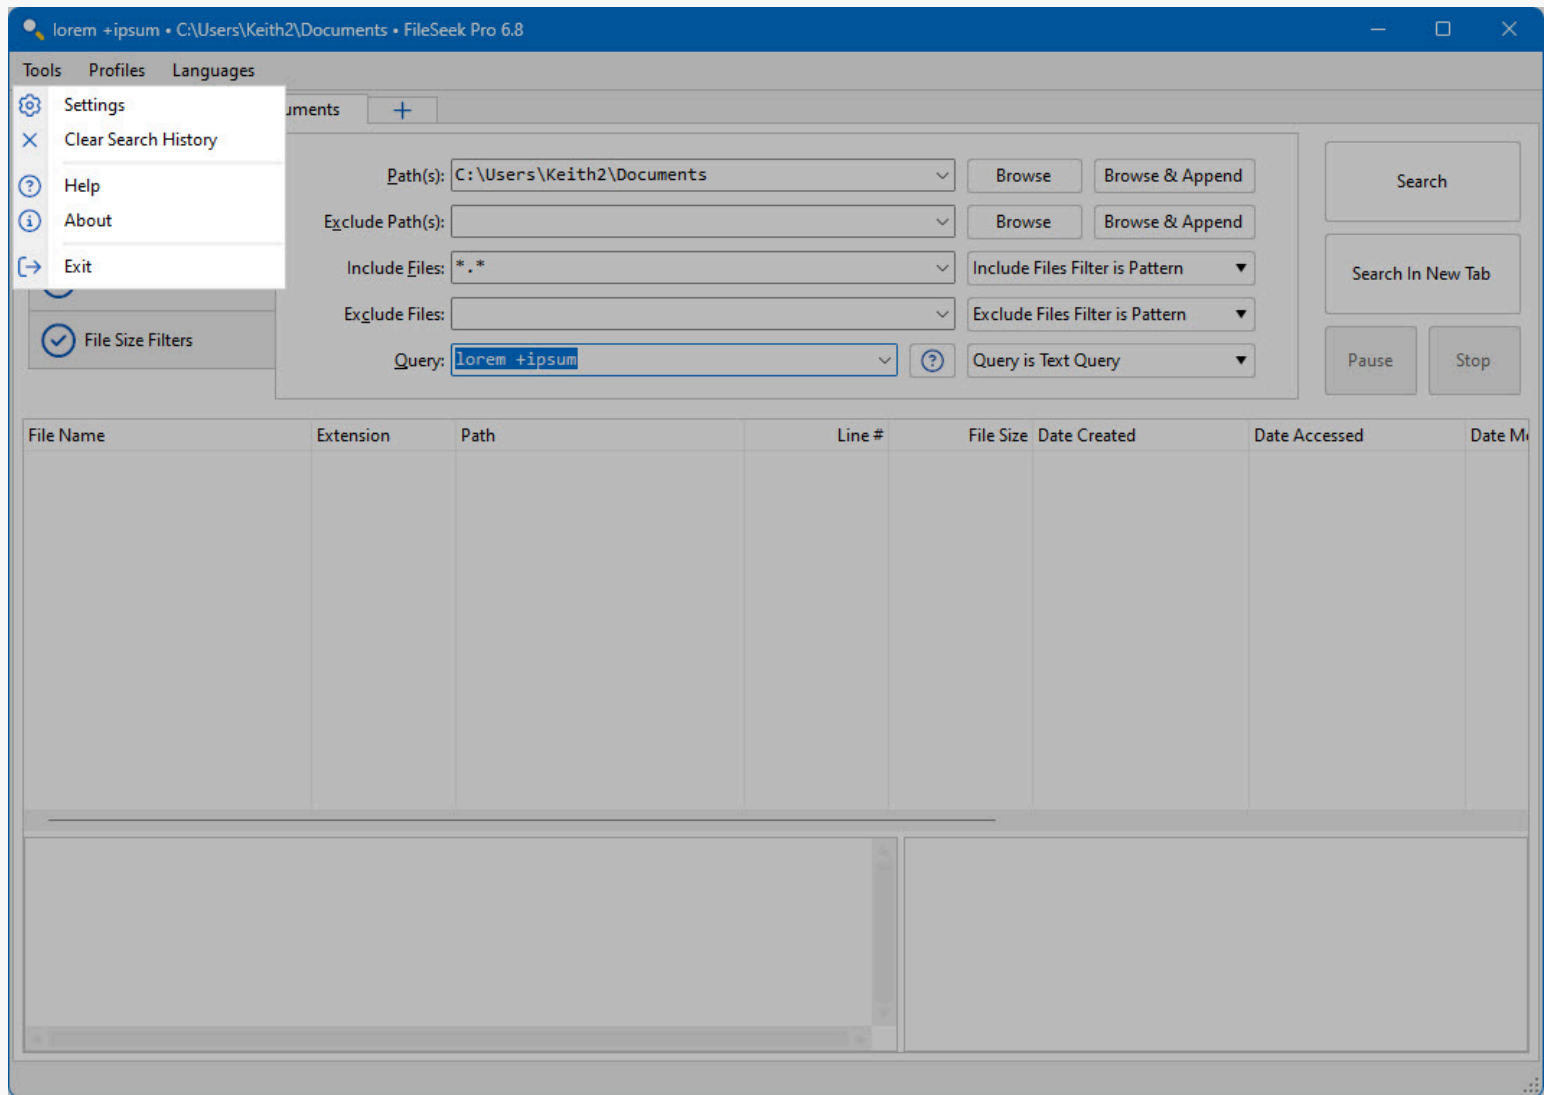 lorem +ipsum • C:\Users\Keith2\Documents • FileSeek Pro 6.8
Tools Profiles Languages
Settings
Clear Search History
Help
About
Exit
uments
Path(s): C:\Users\Keith2\Documents Browse Browse & Append
Exclude Path(s): Browse Browse & Append
Include Files: *.* Include Files Filter is Pattern
Exclude Files: Exclude Files Filter is Pattern
Query: lorem +ipsum Query is Text Query
File Size Filters
Search
Search In New Tab
Pause Stop
File Name Extension Path Line # File Size Date Created Date Accessed Date M